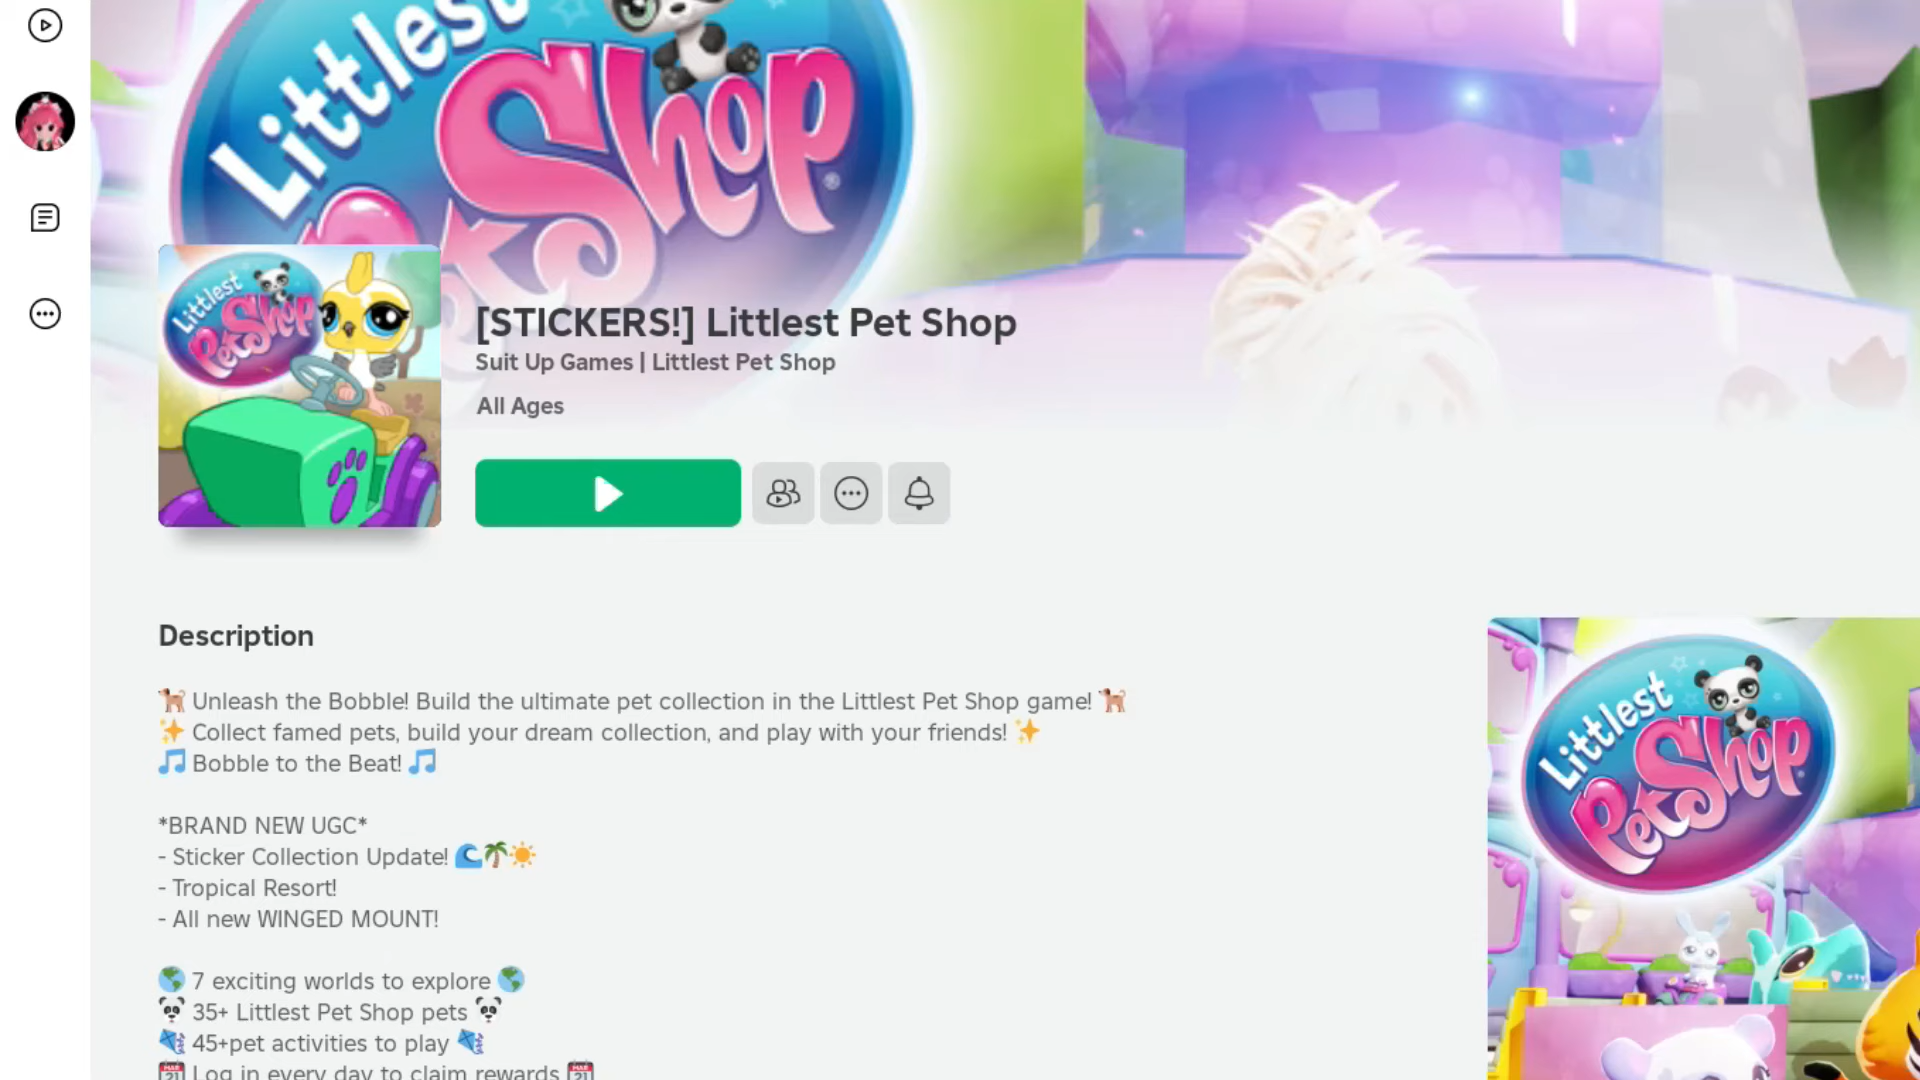 Littlest
Pet Shop
®
Littlest
Pet Shop
[STICKERS!] Littlest Pet Shop
Suit Up Games | Littlest Pet Shop
All Ages
Description
🐕 Unleash the Bobble! Build the ultimate pet collection in the Littlest Pet Shop game! 🐕
✨ Collect famed pets, build your dream collection, and play with your friends! ✨
🎵 Bobble to the Beat! 🎵
*BRAND NEW UGC*
- Sticker Collection Update! 🌊🌴☀️
- Tropical Resort!
- All new WINGED MOUNT!
🌎 7 exciting worlds to explore 🌎
🐼 35+ Littlest Pet Shop pets 🐼
🪁 45+pet activities to play 🪁
📆 Log in every day to claim rewards 📆
Littlest
Pet Shop